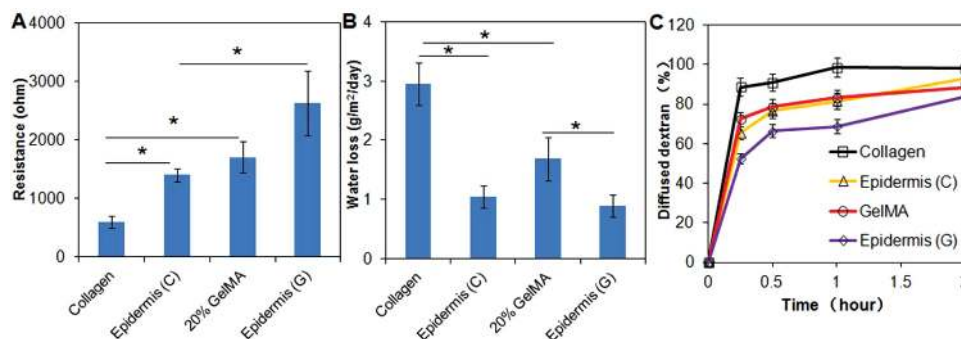 A
Resistance (ohm)
4000
3000
2000
1000
0
*
*
*
Collagen
Epidermis (C)
20% GelMA
Epidermis (G)
B
Water loss (g/m²/day)
4
3
2
1
0
*
*
*
Collagen
Epidermis (C)
20% GelMA
Epidermis (G)
C
Diffused dextran (%)
120
100
80
60
40
20
0
Collagen
Epidermis (C)
GelMA
Epidermis (G)
0 0.5 1 1.5
Time (hour)